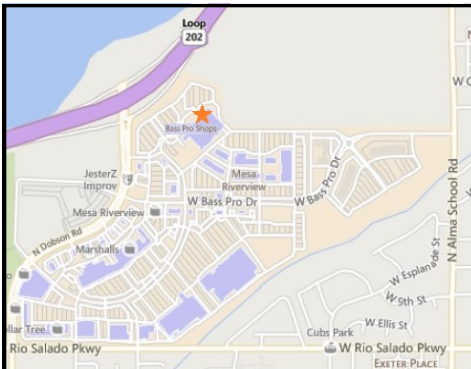 Loop
202
W C
Bass Pro Shops
N Alma School Rd
JesterZ
Improv
Mesa
Riverview
W Bass Pro Dr
W Bass Pro Dr
Mesa Riverview
N Dobson Rd
Marshalls
W Esplanade St
W 5th St
W Ellis St
Cubs Park
llar Tree
Rio Salado Pkwy
W Rio Salado Pkwy
EXETER PLACE